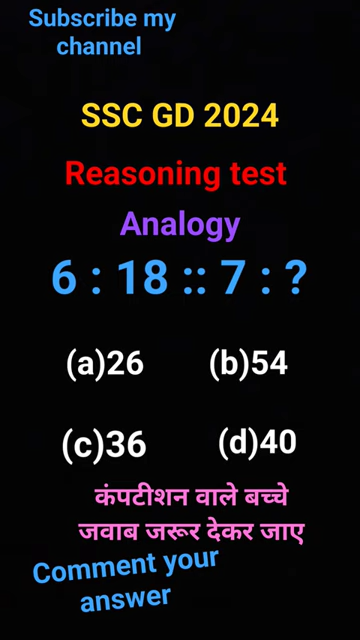 Subscribe my
channel
SSC GD 2024
Reasoning test
Analogy
6 : 18 :: 7 : ?
(a)26 (b)54
(c)36 (d)40
कंपटीशन वाले बच्चे
जवाब जरूर देकर जाए
Comment your
answer